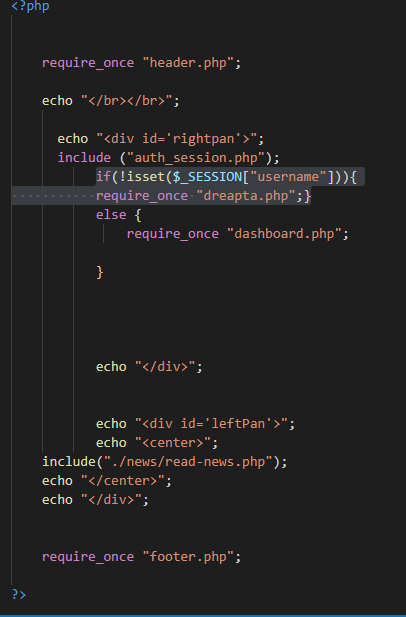 <?php
require_once "header.php";
echo "</br></br>";
echo "<div id='rightpan'>";
include ("auth_session.php");
if(!isset($_SESSION["username"])){
require_once "dreapta.php";}
else {
require_once "dashboard.php";
}
echo "</div>";
echo "<div id='leftPan'>";
echo "<center>";
include("./news/read-news.php");
echo "</center>";
echo "</div>";
require_once "footer.php";
?>